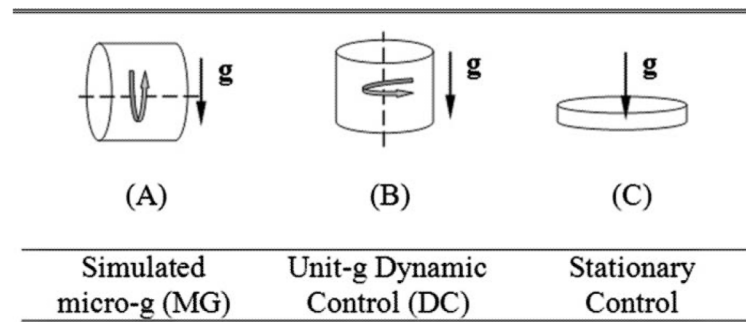 g
g
g
(A)
(B)
(C)
Simulated
micro-g (MG)
Unit-g Dynamic
Control (DC)
Stationary
Control